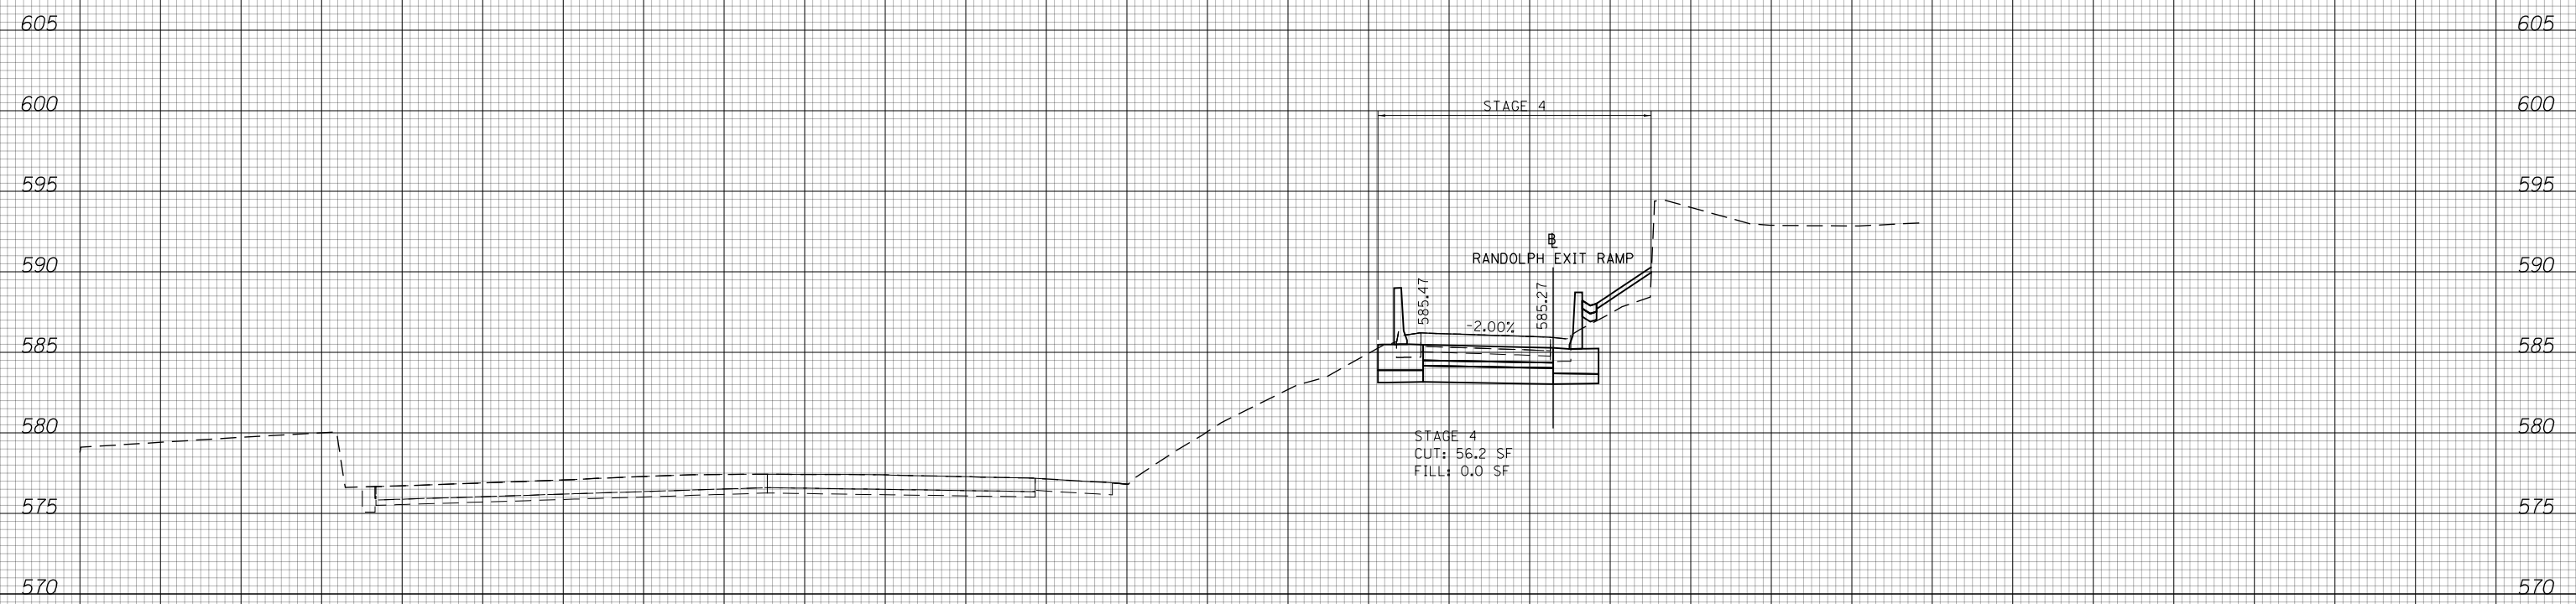 605 605
600 600
STAGE 4
595 595
RANDOLPH EXIT RAMP
590 590
585.47
585.27
-2.00%
585 585
580 580
STAGE 4
CUT: 56.2 SF
FILL: 0.0 SF
575 575
570 570